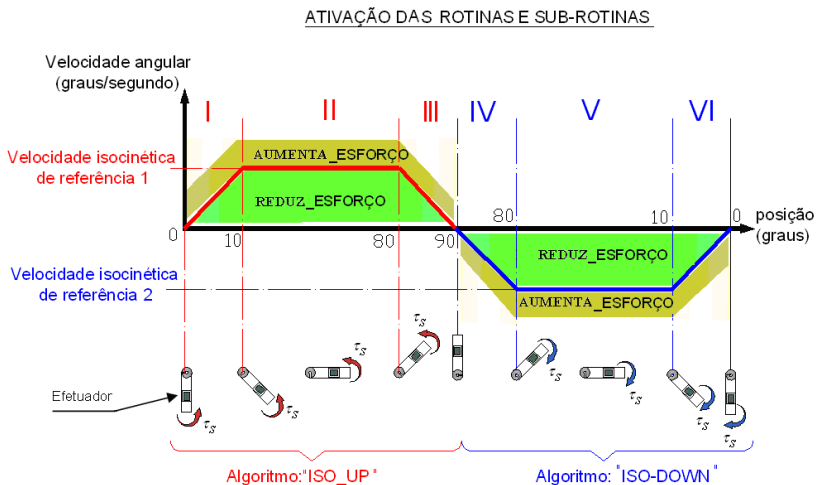 ATIVAÇÃO DAS ROTINAS E SUB-ROTINAS
Velocidade angular
(graus/segundo)
I II III IV V VI
Velocidade isocinética
de referência 1
AUMENTA_ESFORÇO
REDUZ_ESFORÇO
0 10 80 90 80 10 0
posição
(graus)
Velocidade isocinética
de referência 2
REDUZ_ESFORÇO
AUMENTA_ESFORÇO
τS τS τS τS τS τS τS τS
Efetuador
Algoritmo:"ISO_UP"
Algoritmo: "ISO-DOWN"